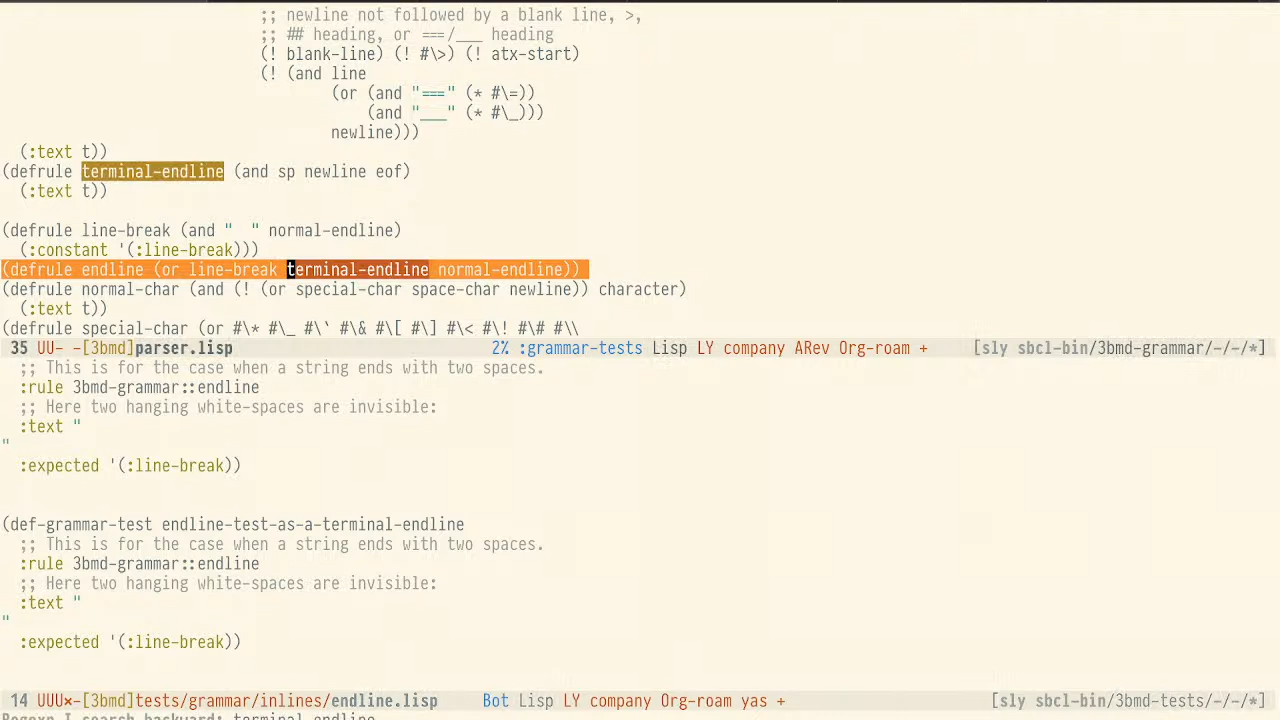 ;; newline not followed by a blank line, >,
;; ## heading, or ===/___ heading
(! blank-line) (! #\>) (! atx-start)
(! (and line
(or (and "===" (* #\=))
(and "___" (* #\_)))
newline)))
(:text t))
(defrule terminal-endline (and sp newline eof)
(:text t))
(defrule line-break (and "  " normal-endline)
(:constant '(:line-break)))
(defrule endline (or line-break terminal-endline normal-endline))
(defrule normal-char (and (! (or special-char space-char newline)) character)
(:text t))
(defrule special-char (or #\* #\_ #\` #\& #\[ #\] #\< #\! #\# #\\
35 UU- -[3bmd]parser.lisp 2% :grammar-tests Lisp LY company ARev Org-roam + [sly sbcl-bin/3bmd-grammar/-/-/*]
;; This is for the case when a string ends with two spaces.
:rule 3bmd-grammar::endline
;; Here two hanging white-spaces are invisible:
:text "
"
:expected '(:line-break))
(def-grammar-test endline-test-as-a-terminal-endline
;; This is for the case when a string ends with two spaces.
:rule 3bmd-grammar::endline
;; Here two hanging white-spaces are invisible:
:text "
"
:expected '(:line-break))
14 UUU×-[3bmd]tests/grammar/inlines/endline.lisp Bot Lisp LY company Org-roam yas + [sly sbcl-bin/3bmd-tests/-/-/*]
Regexp I-search backward: terminal-endline